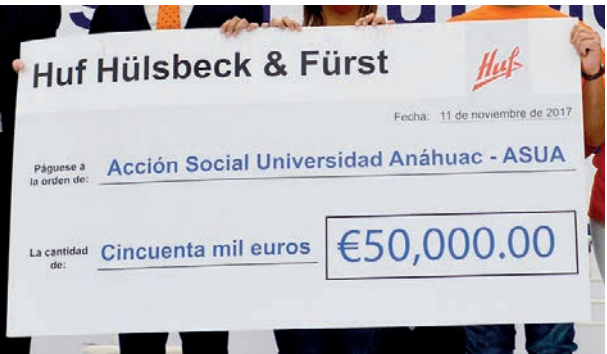 Huf Hülsbeck & Fürst
Huf
Fecha: 11 de noviembre de 2017
Páguese a
la orden de: Acción Social Universidad Anáhuac - ASUA
La cantidad
de: Cincuenta mil euros €50,000.00